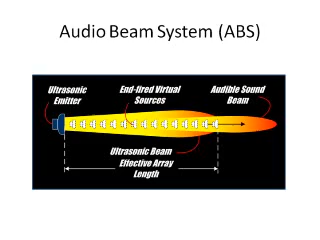 Audio Beam System (ABS)
Ultrasonic
Emitter
End-fired Virtual
Sources
Audible Sound
Beam
Ultrasonic Beam
Effective Array
Length